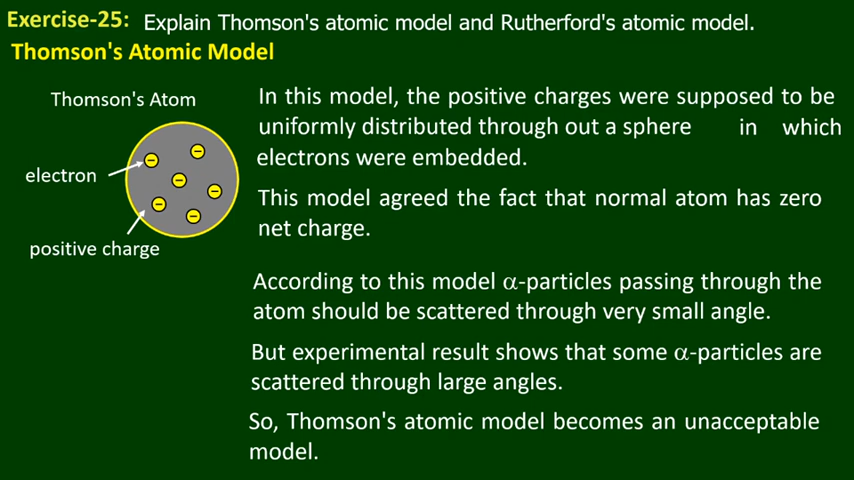 Exercise-25: Explain Thomson's atomic model and Rutherford's atomic model.
Thomson's Atomic Model
Thomson's Atom
electron
positive charge
In this model, the positive charges were supposed to be
uniformly distributed through out a sphere in which
electrons were embedded.
This model agreed the fact that normal atom has zero
net charge.
According to this model α-particles passing through the
atom should be scattered through very small angle.
But experimental result shows that some α-particles are
scattered through large angles.
So, Thomson's atomic model becomes an unacceptable
model.